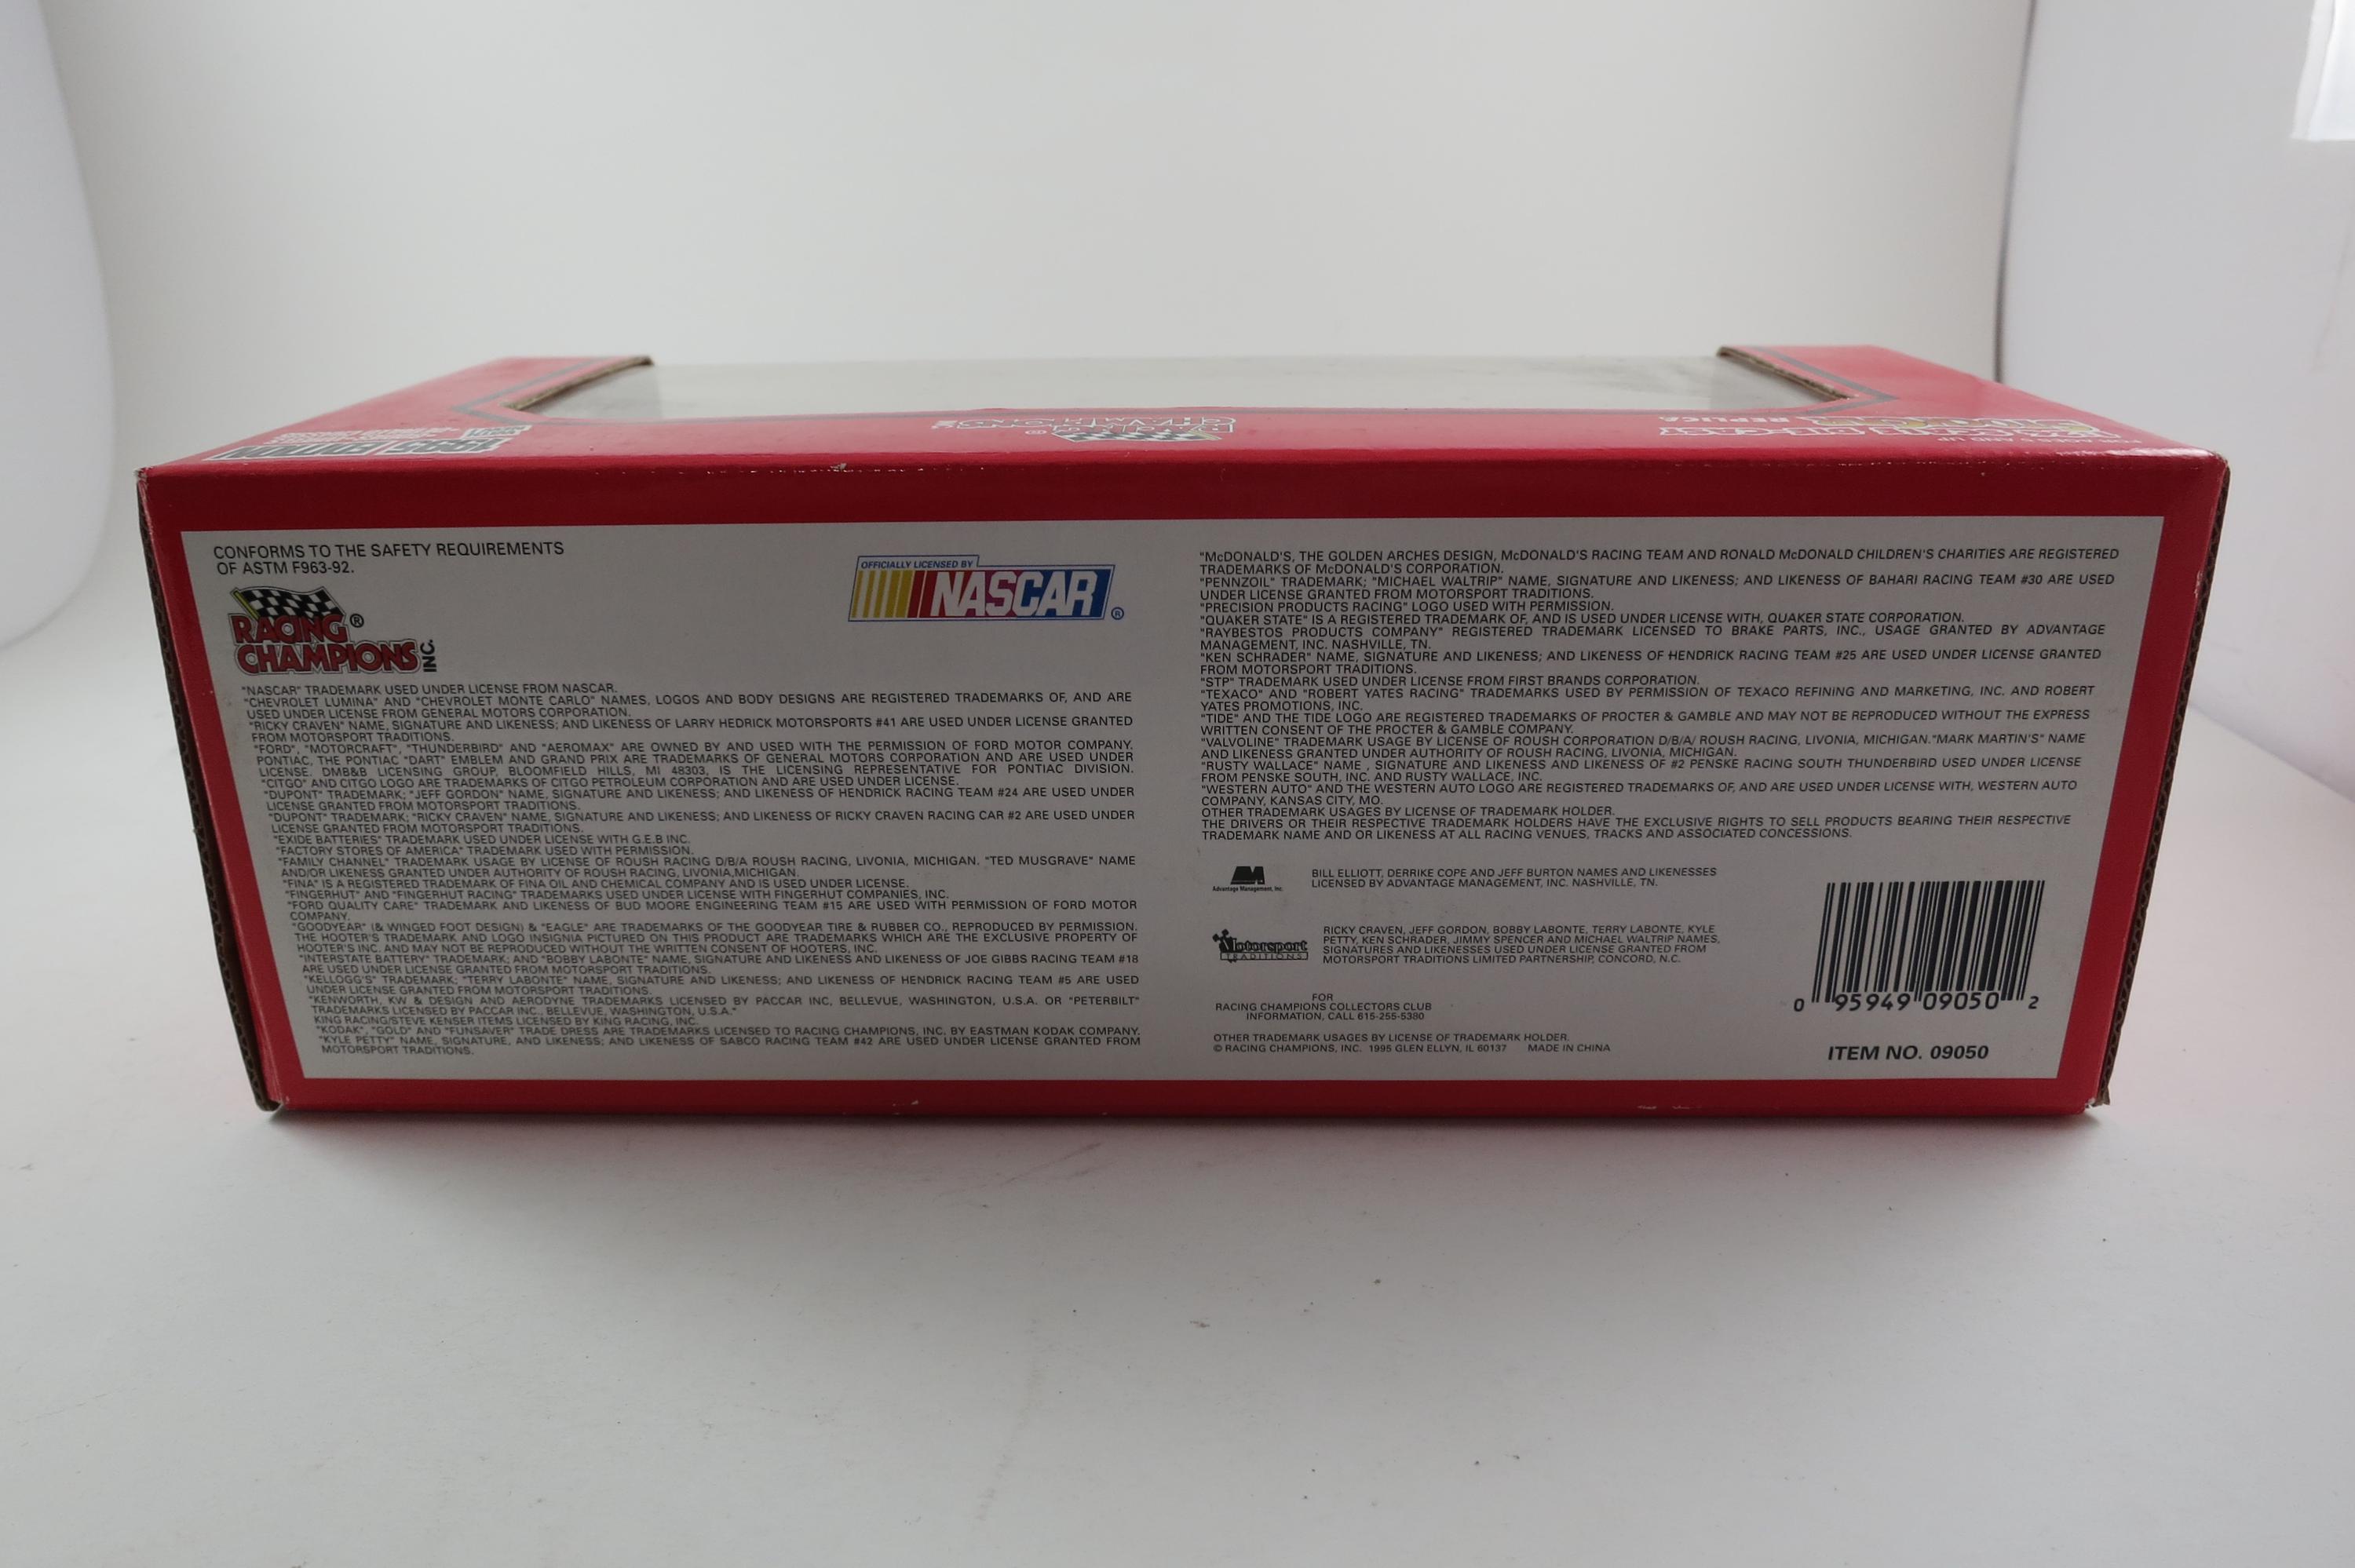 1995 EDITION
RACING
CHAMPIONS
REPLICA
CONFORMS TO THE SAFETY REQUIREMENTS
OF ASTM F963-92.
RACING ®
CHAMPIONS INC.
OFFICIALLY LICENSED BY
NASCAR ®
"NASCAR" TRADEMARK USED UNDER LICENSE FROM NASCAR.
"CHEVROLET LUMINA" AND "CHEVROLET MONTE CARLO" NAMES, LOGOS AND BODY DESIGNS ARE REGISTERED TRADEMARKS OF, AND ARE
USED UNDER LICENSE FROM GENERAL MOTORS CORPORATION.
"RICKY CRAVEN" NAME, SIGNATURE AND LIKENESS; AND LIKENESS OF LARRY HEDRICK MOTORSPORTS #41 ARE USED UNDER LICENSE GRANTED
FROM MOTORSPORT TRADITIONS.
"FORD", "MOTORCRAFT", "THUNDERBIRD" AND "AEROMAX" ARE OWNED BY AND USED WITH THE PERMISSION OF FORD MOTOR COMPANY.
PONTIAC, THE PONTIAC "DART" EMBLEM AND GRAND PRIX ARE TRADEMARKS OF GENERAL MOTORS CORPORATION AND ARE USED UNDER
LICENSE. DMB&B LICENSING GROUP, BLOOMFIELD HILLS, MI 48303, IS THE LICENSING REPRESENTATIVE FOR PONTIAC DIVISION.
"CITGO" AND CITGO LOGO ARE TRADEMARKS OF CITGO PETROLEUM CORPORATION AND ARE USED UNDER LICENSE.
"DUPONT" TRADEMARK; "JEFF GORDON" NAME, SIGNATURE AND LIKENESS; AND LIKENESS OF HENDRICK RACING TEAM #24 ARE USED UNDER
LICENSE GRANTED FROM MOTORSPORT TRADITIONS.
"DUPONT" TRADEMARK; "RICKY CRAVEN" NAME, SIGNATURE AND LIKENESS; AND LIKENESS OF RICKY CRAVEN RACING CAR #2 ARE USED UNDER
LICENSE GRANTED FROM MOTORSPORT TRADITIONS.
"EXIDE BATTERIES" TRADEMARK USED UNDER LICENSE WITH G.E.B INC.
"FACTORY STORES OF AMERICA" TRADEMARK USED WITH PERMISSION.
"FAMILY CHANNEL" TRADEMARK USAGE BY LICENSE OF ROUSH RACING D/B/A ROUSH RACING, LIVONIA, MICHIGAN. "TED MUSGRAVE" NAME
AND/OR LIKENESS GRANTED UNDER AUTHORITY OF ROUSH RACING, LIVONIA,MICHIGAN.
"FINA" IS A REGISTERED TRADEMARK OF FINA OIL AND CHEMICAL COMPANY AND IS USED UNDER LICENSE.
"FINGERHUT" AND "FINGERHUT RACING" TRADEMARKS USED UNDER LICENSE WITH FINGERHUT COMPANIES, INC.
"FORD QUALITY CARE" TRADEMARK AND LIKENESS OF BUD MOORE ENGINEERING TEAM #15 ARE USED WITH PERMISSION OF FORD MOTOR
COMPANY.
"GOODYEAR" (& WINGED FOOT DESIGN) & "EAGLE" ARE TRADEMARKS OF THE GOODYEAR TIRE & RUBBER CO., REPRODUCED BY PERMISSION.
THE HOOTER'S TRADEMARK AND LOGO INSIGNIA PICTURED ON THIS PRODUCT ARE TRADEMARKS WHICH ARE THE EXCLUSIVE PROPERTY OF
HOOTER'S INC. AND MAY NOT BE REPRODUCED WITHOUT THE WRITTEN CONSENT OF HOOTERS, INC.
"INTERSTATE BATTERY" TRADEMARK; AND "BOBBY LABONTE" NAME, SIGNATURE AND LIKENESS AND LIKENESS OF JOE GIBBS RACING TEAM #18
ARE USED UNDER LICENSE GRANTED FROM MOTORSPORT TRADITIONS.
"KELLOGG'S" TRADEMARK; "TERRY LABONTE" NAME, SIGNATURE AND LIKENESS; AND LIKENESS OF HENDRICK RACING TEAM #5 ARE USED
UNDER LICENSE GRANTED FROM MOTORSPORT TRADITIONS.
"KENWORTH, KW & DESIGN AND AERODYNE TRADEMARKS LICENSED BY PACCAR INC, BELLEVUE, WASHINGTON, U.S.A. OR "PETERBILT"
TRADEMARKS LICENSED BY PACCAR INC., BELLEVUE, WASHINGTON, U.S.A."
KING RACING/STEVE KENSER ITEMS LICENSED BY KING RACING, INC.
"KODAK", "GOLD" AND "FUNSAVER" TRADE DRESS ARE TRADEMARKS LICENSED TO RACING CHAMPIONS, INC. BY EASTMAN KODAK COMPANY.
"KYLE PETTY" NAME, SIGNATURE, AND LIKENESS; AND LIKENESS OF SABCO RACING TEAM #42 ARE USED UNDER LICENSE GRANTED FROM
MOTORSPORT TRADITIONS.
"McDONALD'S, THE GOLDEN ARCHES DESIGN, McDONALD'S RACING TEAM AND RONALD McDONALD CHILDREN'S CHARITIES ARE REGISTERED
TRADEMARKS OF McDONALD'S CORPORATION.
"PENNZOIL" TRADEMARK; "MICHAEL WALTRIP" NAME, SIGNATURE AND LIKENESS; AND LIKENESS OF BAHARI RACING TEAM #30 ARE USED
UNDER LICENSE GRANTED FROM MOTORSPORT TRADITIONS.
"PRECISION PRODUCTS RACING" LOGO USED WITH PERMISSION.
"QUAKER STATE" IS A REGISTERED TRADEMARK OF, AND IS USED UNDER LICENSE WITH, QUAKER STATE CORPORATION.
"RAYBESTOS PRODUCTS COMPANY" REGISTERED TRADEMARK LICENSED TO BRAKE PARTS, INC., USAGE GRANTED BY ADVANTAGE
MANAGEMENT, INC. NASHVILLE, TN.
"KEN SCHRADER" NAME, SIGNATURE AND LIKENESS; AND LIKENESS OF HENDRICK RACING TEAM #25 ARE USED UNDER LICENSE GRANTED
FROM MOTORSPORT TRADITIONS.
"STP" TRADEMARK USED UNDER LICENSE FROM FIRST BRANDS CORPORATION.
"TEXACO" AND "ROBERT YATES RACING" TRADEMARKS USED BY PERMISSION OF TEXACO REFINING AND MARKETING, INC. AND ROBERT
YATES PROMOTIONS, INC.
"TIDE" AND THE TIDE LOGO ARE REGISTERED TRADEMARKS OF PROCTER & GAMBLE AND MAY NOT BE REPRODUCED WITHOUT THE EXPRESS
WRITTEN CONSENT OF THE PROCTER & GAMBLE COMPANY.
"VALVOLINE" TRADEMARK USAGE BY LICENSE OF ROUSH CORPORATION D/B/A/ ROUSH RACING, LIVONIA, MICHIGAN."MARK MARTIN'S" NAME
AND LIKENESS GRANTED UNDER AUTHORITY OF ROUSH RACING, LIVONIA, MICHIGAN.
"RUSTY WALLACE" NAME , SIGNATURE AND LIKENESS AND LIKENESS OF #2 PENSKE RACING SOUTH THUNDERBIRD USED UNDER LICENSE
FROM PENSKE SOUTH, INC. AND RUSTY WALLACE, INC.
"WESTERN AUTO" AND THE WESTERN AUTO LOGO ARE REGISTERED TRADEMARKS OF, AND ARE USED UNDER LICENSE WITH, WESTERN AUTO
COMPANY, KANSAS CITY, MO.
OTHER TRADEMARK USAGES BY LICENSE OF TRADEMARK HOLDER.
THE DRIVERS OR THEIR RESPECTIVE TRADEMARK HOLDERS HAVE THE EXCLUSIVE RIGHTS TO SELL PRODUCTS BEARING THEIR RESPECTIVE
TRADEMARK NAME AND OR LIKENESS AT ALL RACING VENUES, TRACKS AND ASSOCIATED CONCESSIONS.
Advantage Management, Inc.
BILL ELLIOTT, DERRIKE COPE AND JEFF BURTON NAMES AND LIKENESSES
LICENSED BY ADVANTAGE MANAGEMENT, INC. NASHVILLE, TN.
Motorsport
TRADITIONS
RICKY CRAVEN, JEFF GORDON, BOBBY LABONTE, TERRY LABONTE, KYLE
PETTY, KEN SCHRADER, JIMMY SPENCER AND MICHAEL WALTRIP NAMES,
SIGNATURES AND LIKENESSES USED UNDER LICENSE GRANTED FROM
MOTORSPORT TRADITIONS LIMITED PARTNERSHIP, CONCORD, N.C.
FOR
RACING CHAMPIONS COLLECTORS CLUB
INFORMATION, CALL 615-255-5380
OTHER TRADEMARK USAGES BY LICENSE OF TRADEMARK HOLDER.
© RACING CHAMPIONS, INC. 1995 GLEN ELLYN, IL 60137 MADE IN CHINA
0 95949 09050 2
ITEM NO. 09050